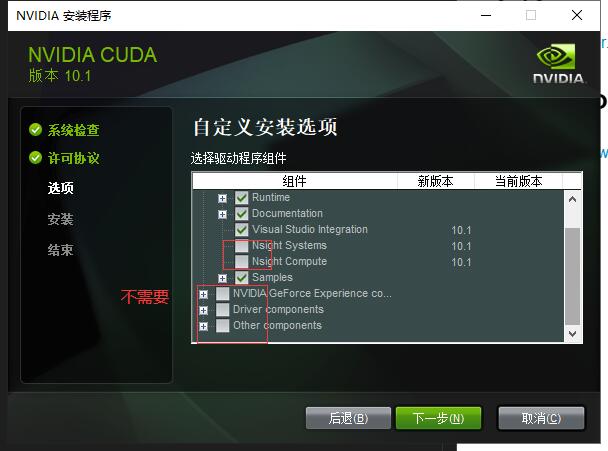 NVIDIA 安装程序
NVIDIA CUDA
版本 10.1
NVIDIA.
系统检查
许可协议
选项
安装
结束
不需要
自定义安装选项
选择驱动程序组件
组件 新版本 当前版本
Runtime
Documentation
Visual Studio Integration 10.1
Nsight Systems 10.1
Nsight Compute 10.1
Samples
NVIDIA GeForce Experience co...
Driver components
Other components
后退(B) 下一步(N) 取消(C)